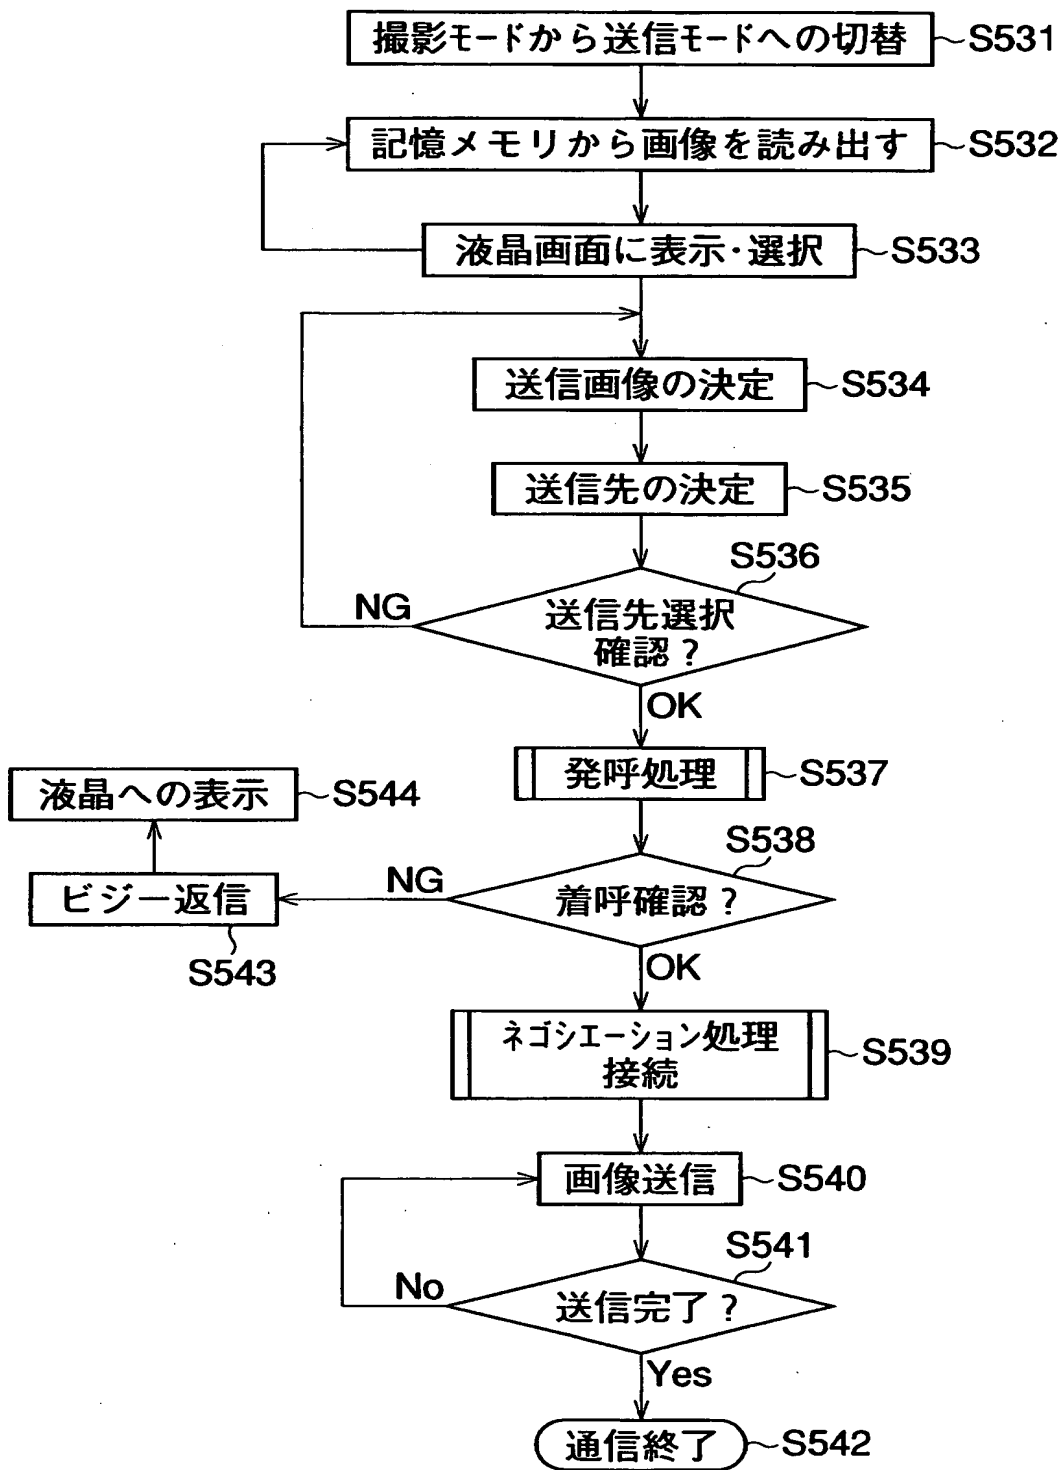 撮影モードから送信モードへの切替 S531
記憶メモリから画像を読み出す S532
液晶画面に表示・選択 S533
送信画像の決定 S534
送信先の決定 S535
S536
NG
送信先選択
確認?
OK
発呼処理 S537
液晶への表示 S544
S538
NG
着呼確認?
ビジー返信
S543
OK
ネゴシエーション処理
接続
S539
画像送信 S540
S541
No
送信完了?
Yes
通信終了 S542